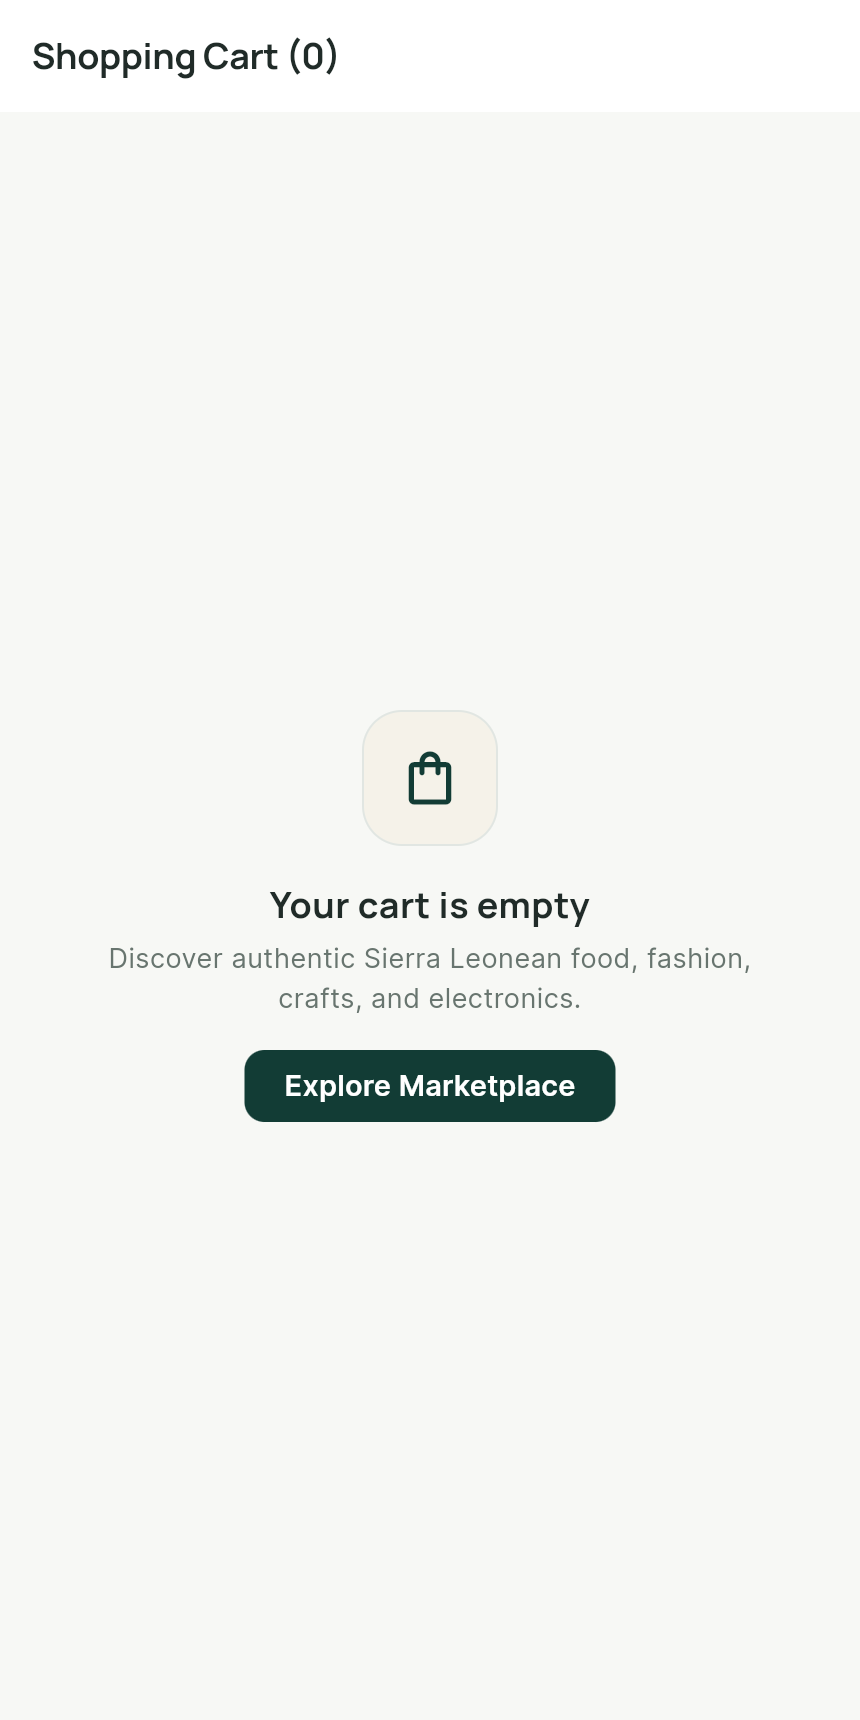 Shopping Cart (0)
Your cart is empty
Discover authentic Sierra Leonean food, fashion,
crafts, and electronics.
Explore Marketplace